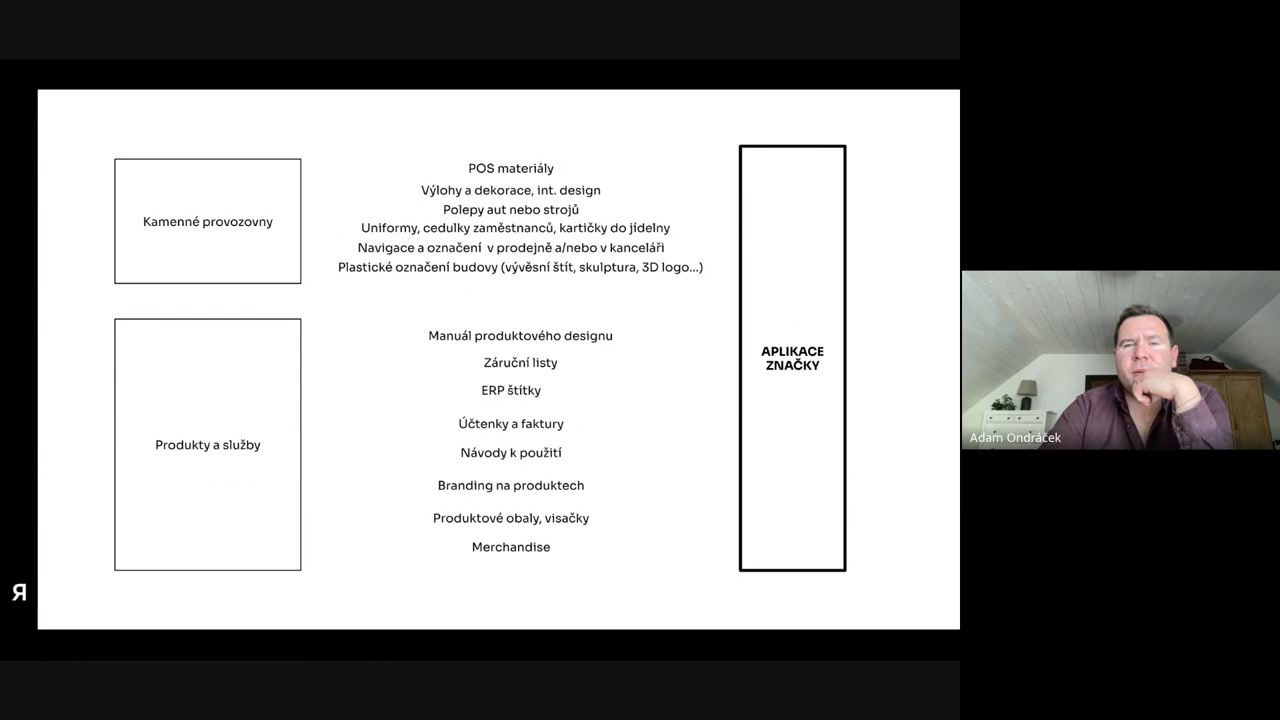 Kamenné provozovny
POS materiály
Výlohy a dekorace, int. design
Polepy aut nebo strojů
Uniformy, cedulky zaměstnanců, kartičky do jídelny
Navigace a označení v prodejně a/nebo v kanceláři
Plastické označení budovy (vývěsní štít, skulptura, 3D logo...)
Produkty a služby
Manuál produktového designu
Záruční listy
ERP štítky
Účtenky a faktury
Návody k použití
Branding na produktech
Produktové obaly, visačky
Merchandise
APLIKACE
ZNAČKY
Я
Adam Ondráček